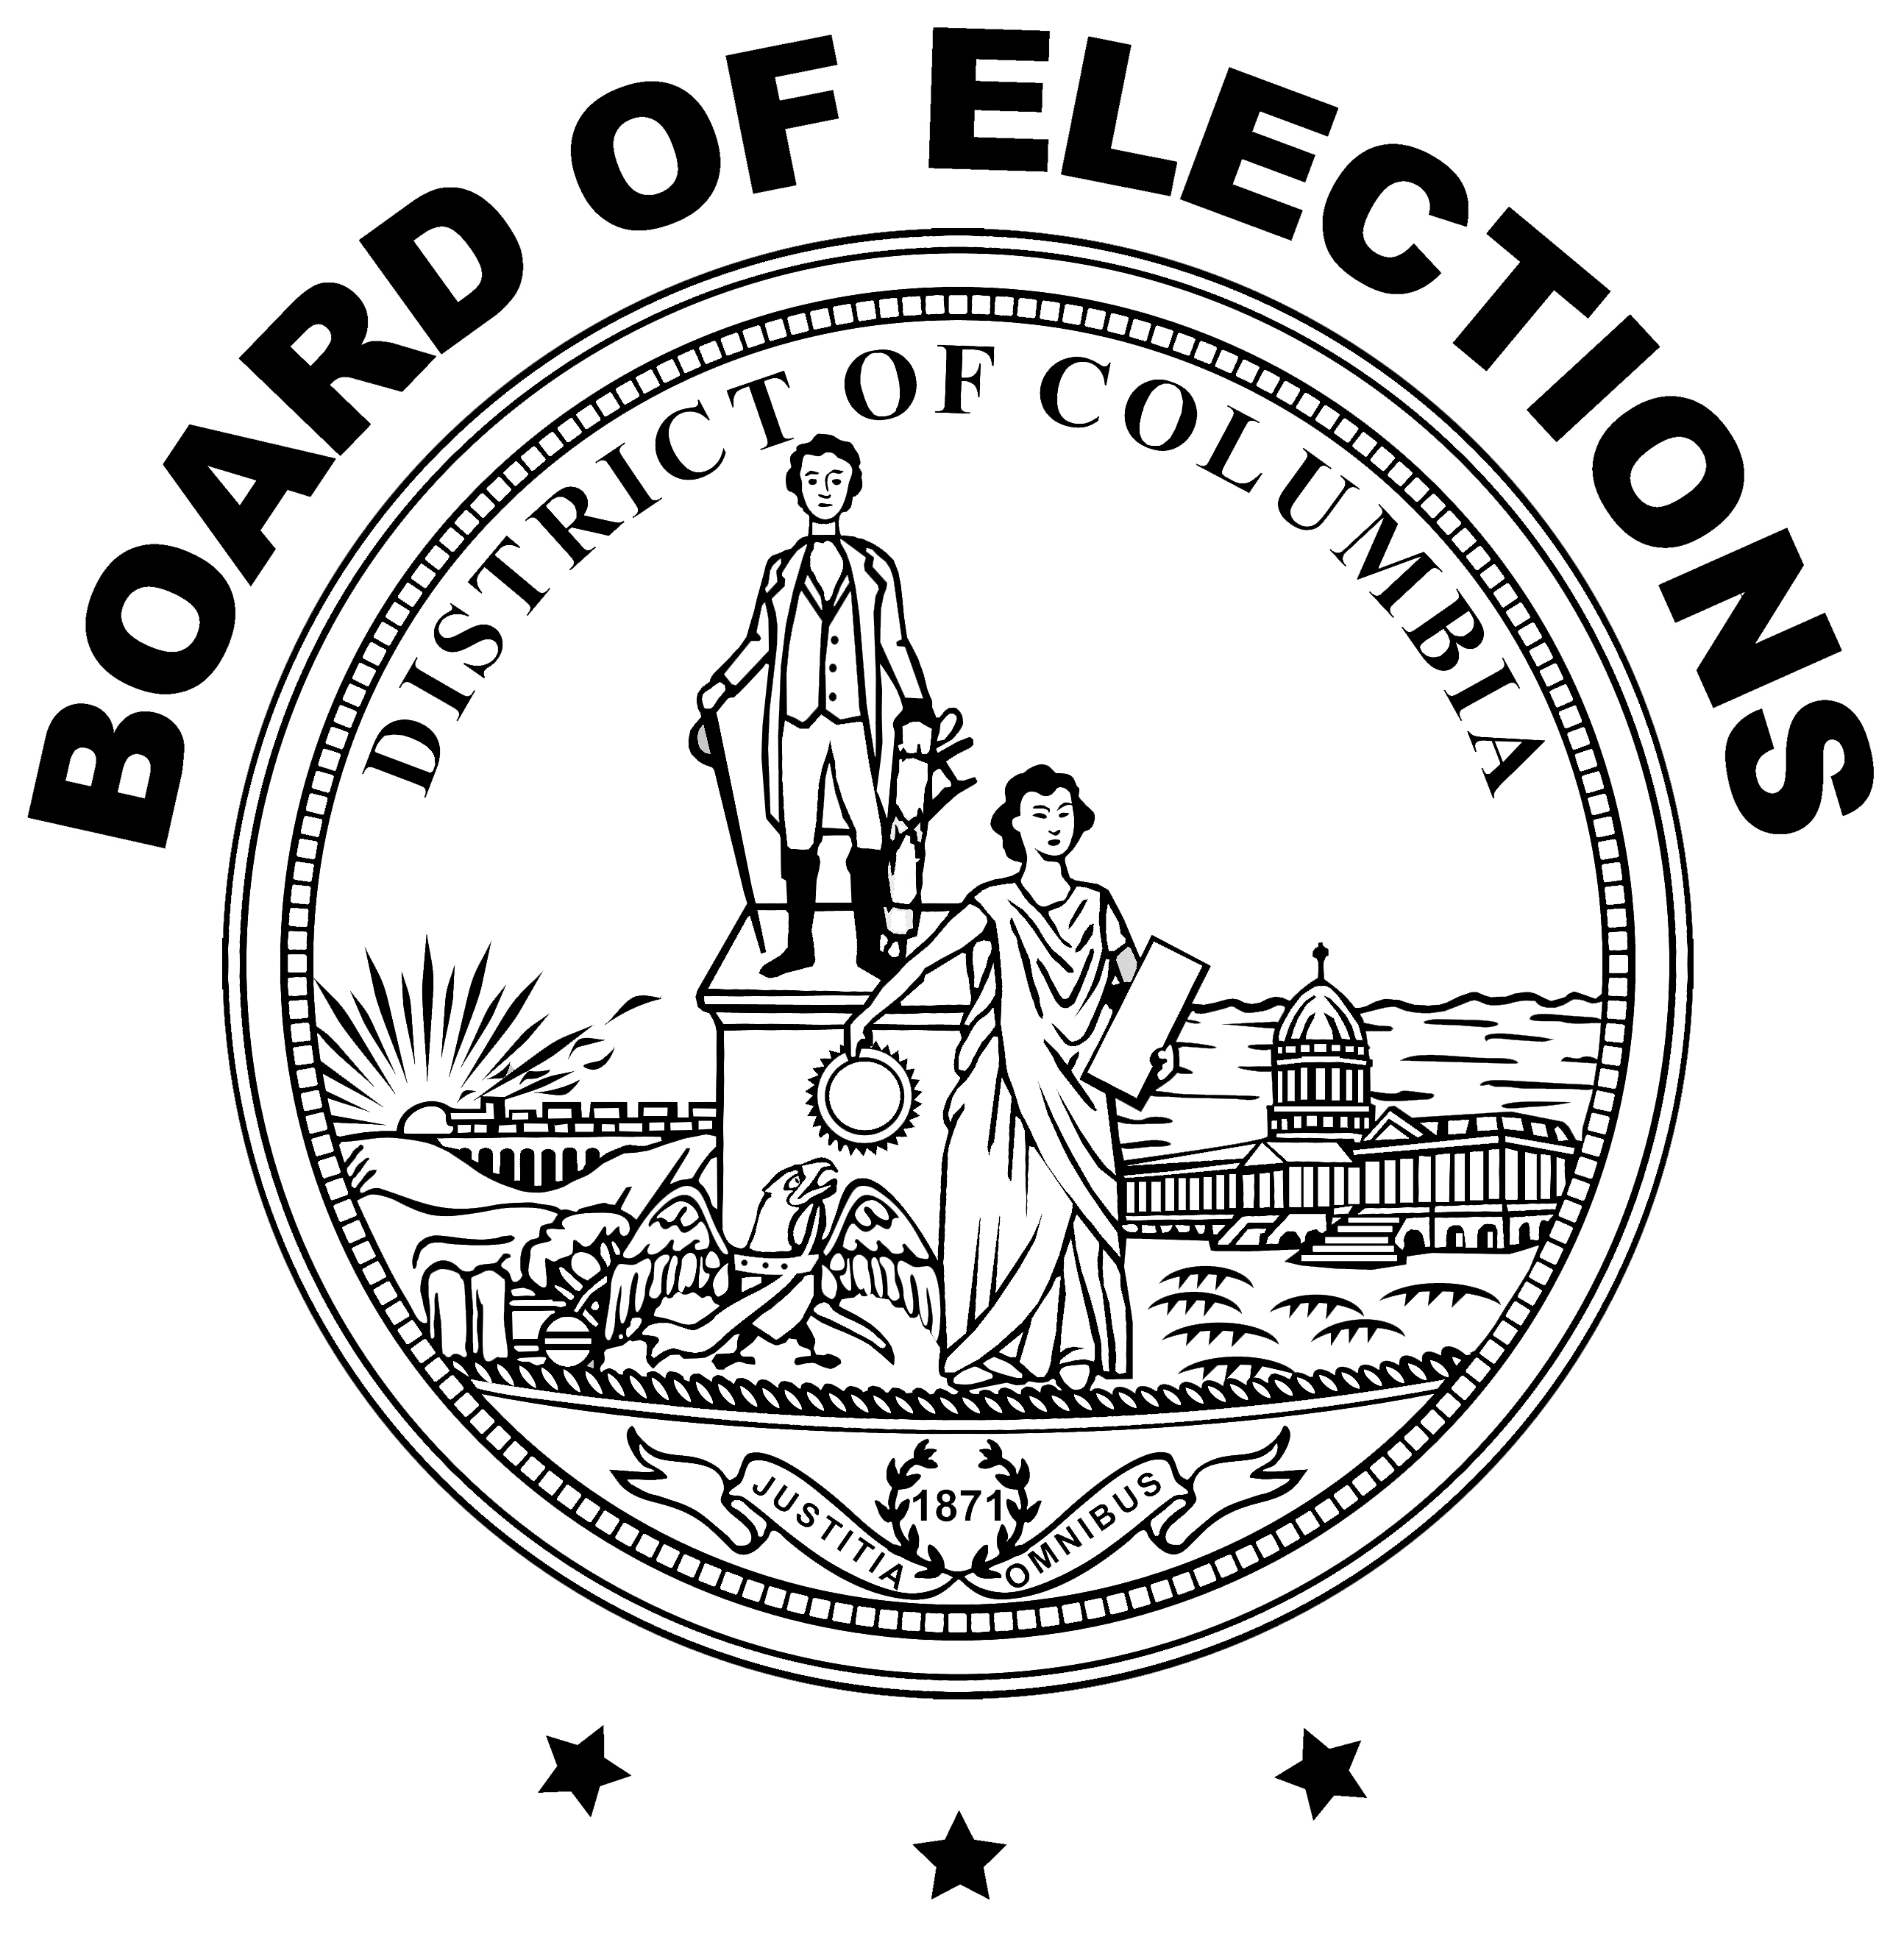 BOARD OF ELECTIONS
DISTRICT OF COLUMBIA
1871
JUSTITIA OMNIBUS